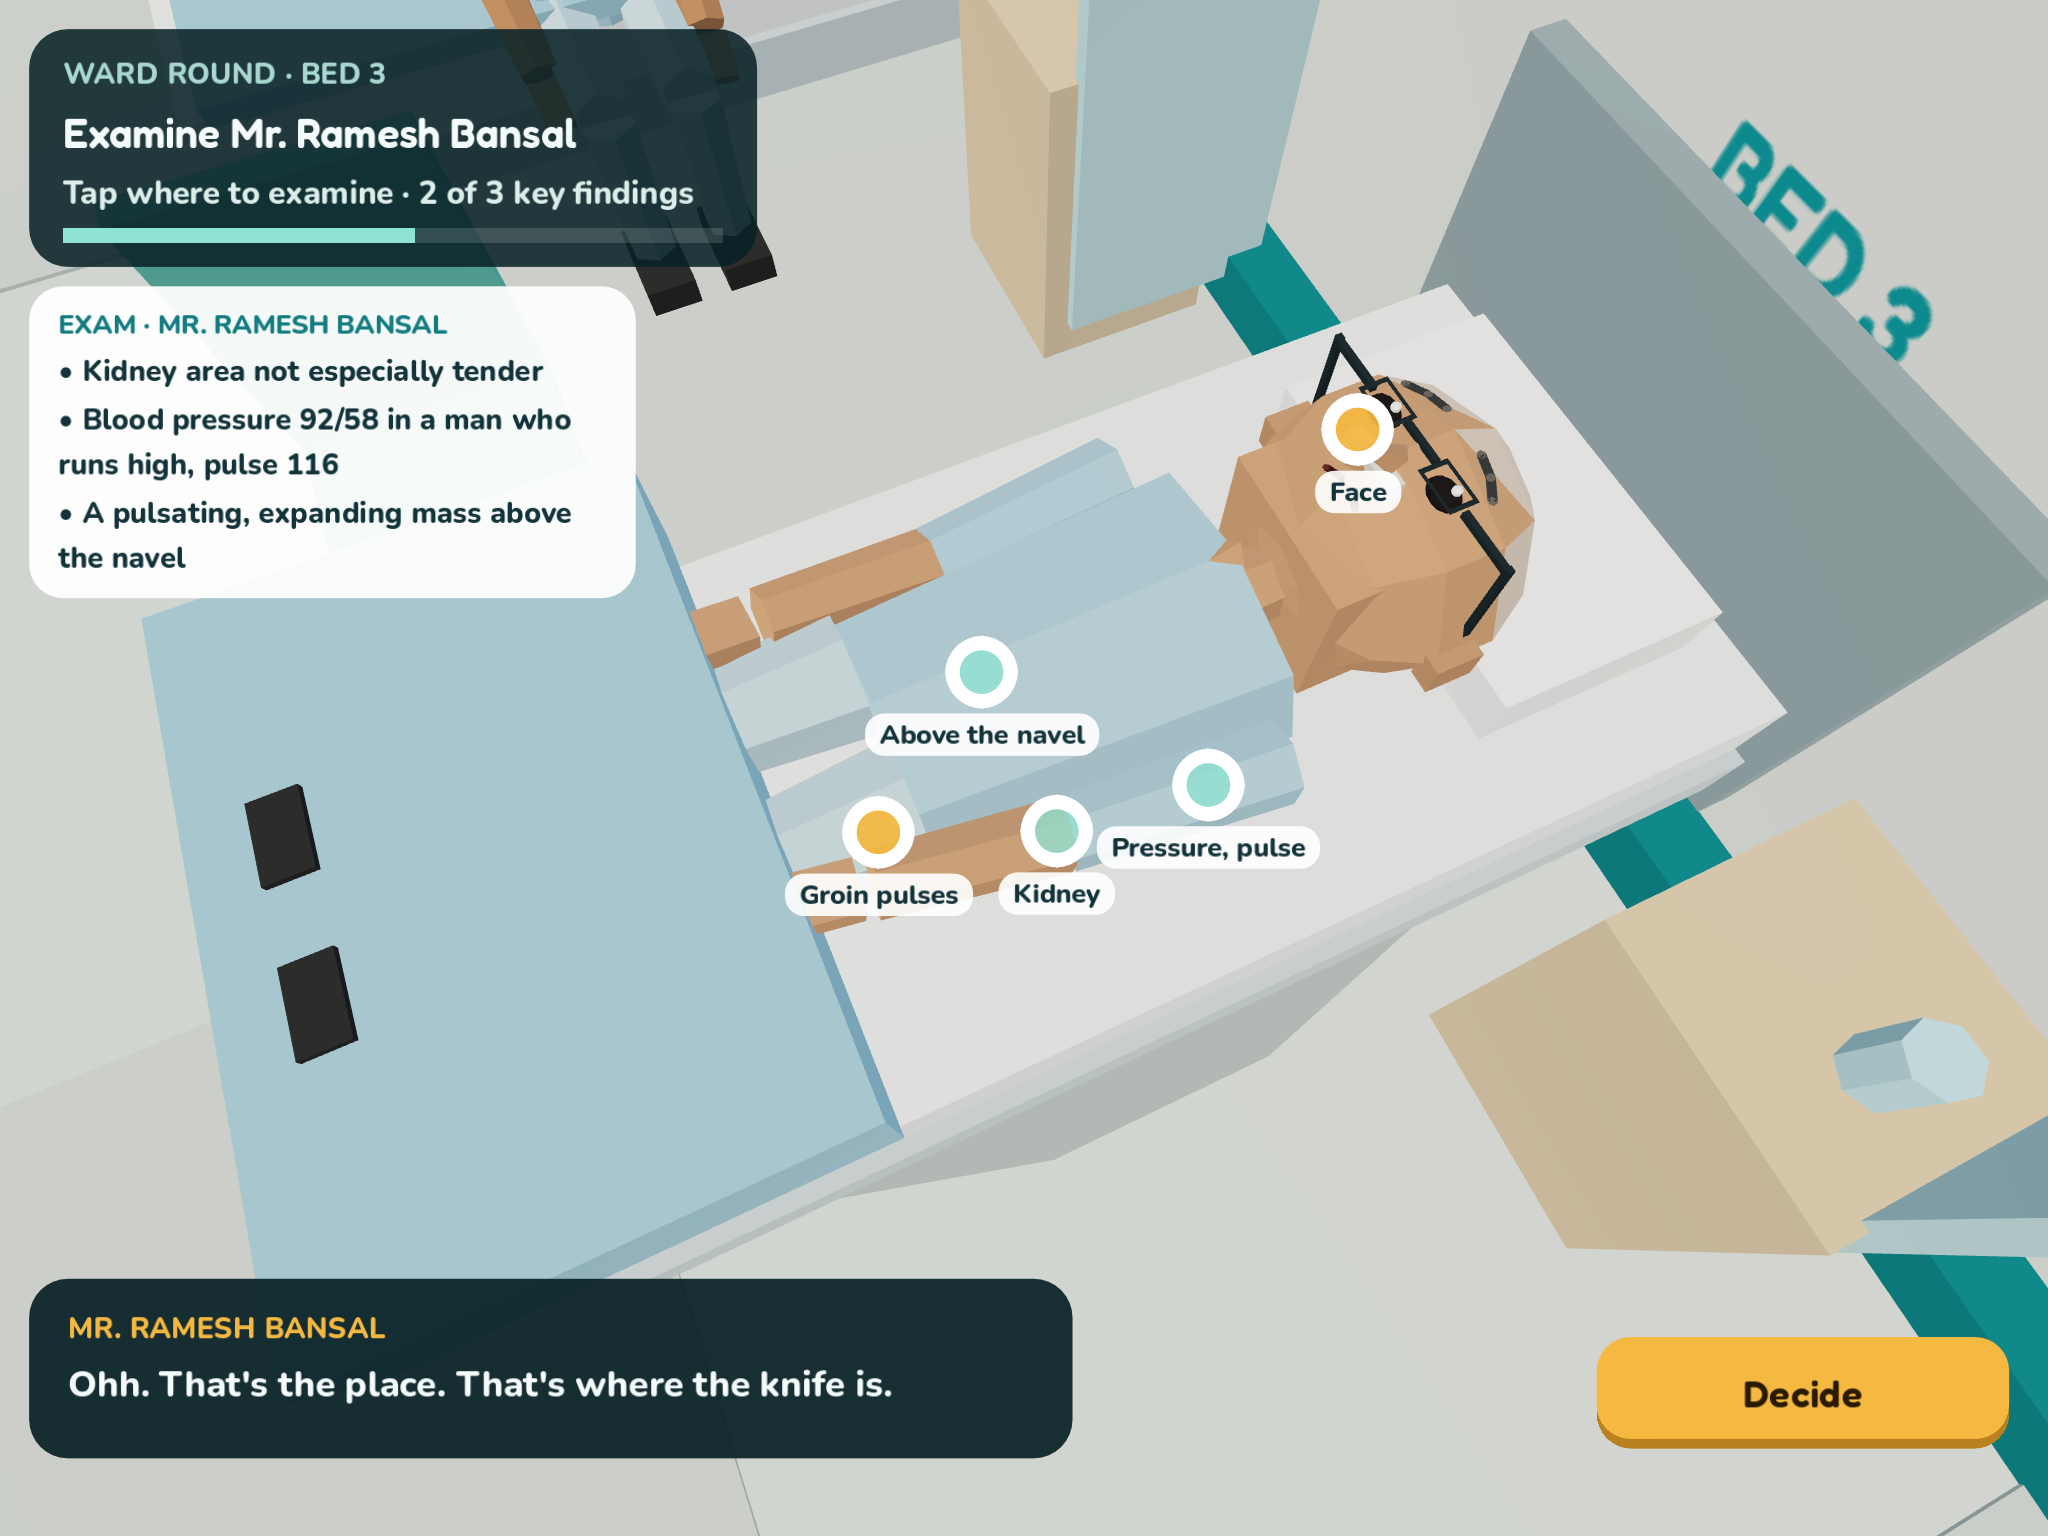 WARD ROUND · BED 3
Examine Mr. Ramesh Bansal
Tap where to examine · 2 of 3 key findings
EXAM · MR. RAMESH BANSAL
• Kidney area not especially tender
• Blood pressure 92/58 in a man who
runs high, pulse 116
• A pulsating, expanding mass above
the navel
BED 3
Face
Above the navel
Pressure, pulse
Groin pulses
Kidney
MR. RAMESH BANSAL
Ohh. That's the place. That's where the knife is.
Decide